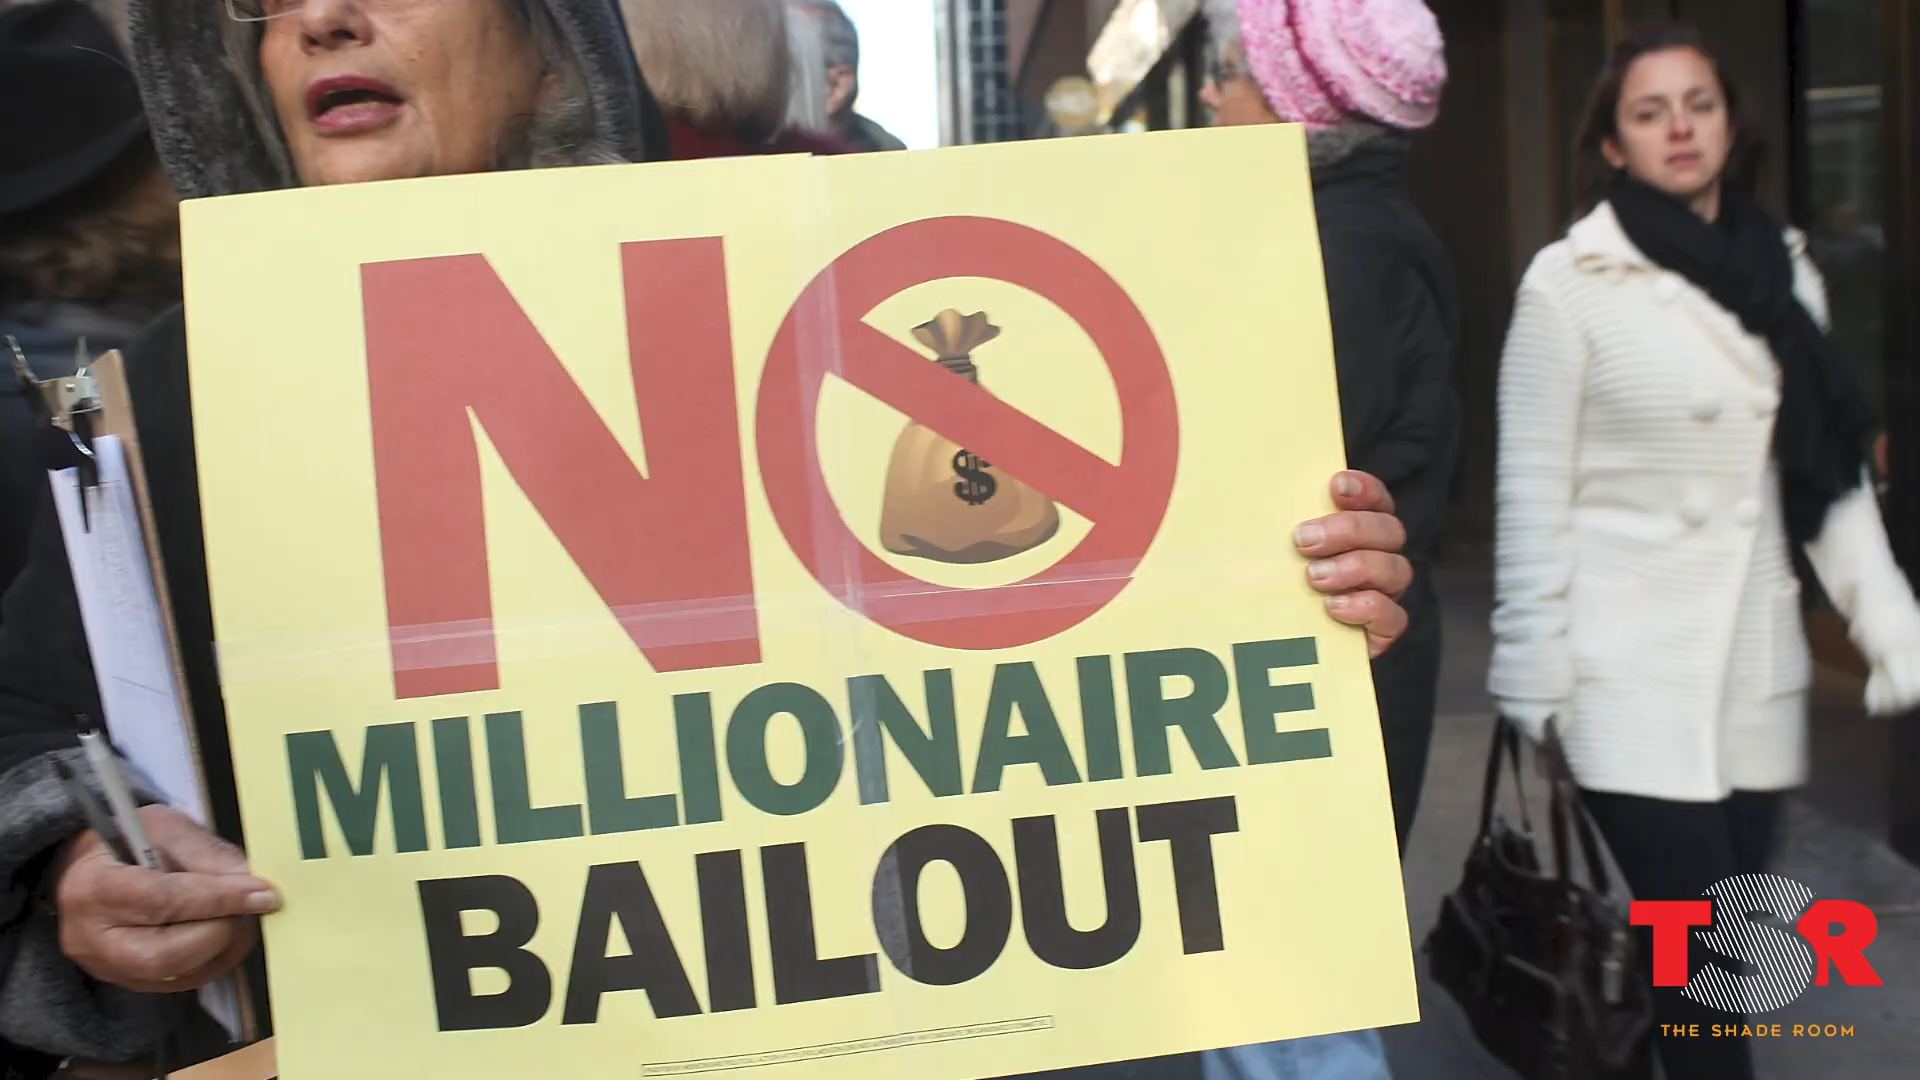 NO
$
MILLIONAIRE
BAILOUT
TSR
THE SHADE ROOM